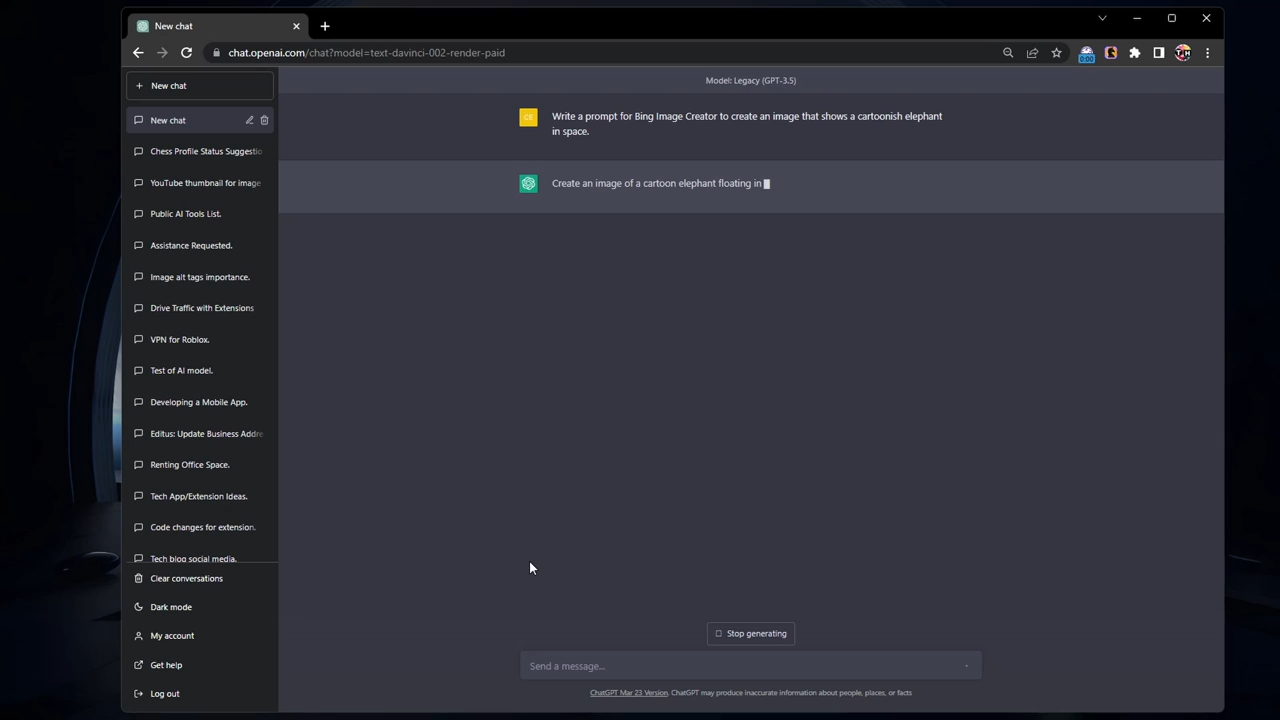 New chat
chat.openai.com/chat?model=text-davinci-002-render-paid
0:00
New chat
Model: Legacy (GPT-3.5)
New chat
CE
Write a prompt for Bing Image Creator to create an image that shows a cartoonish elephant
in space.
Chess Profile Status Suggestio
YouTube thumbnail for image
Create an image of a cartoon elephant floating in
Public AI Tools List.
Assistance Requested.
Image alt tags importance.
Drive Traffic with Extensions
VPN for Roblox.
Test of AI model.
Developing a Mobile App.
Editus: Update Business Addre
Renting Office Space.
Tech App/Extension Ideas.
Code changes for extension.
Tech blog social media.
Clear conversations
Dark mode
My account
Get help
Log out
Stop generating
Send a message...
ChatGPT Mar 23 Version. ChatGPT may produce inaccurate information about people, places, or facts